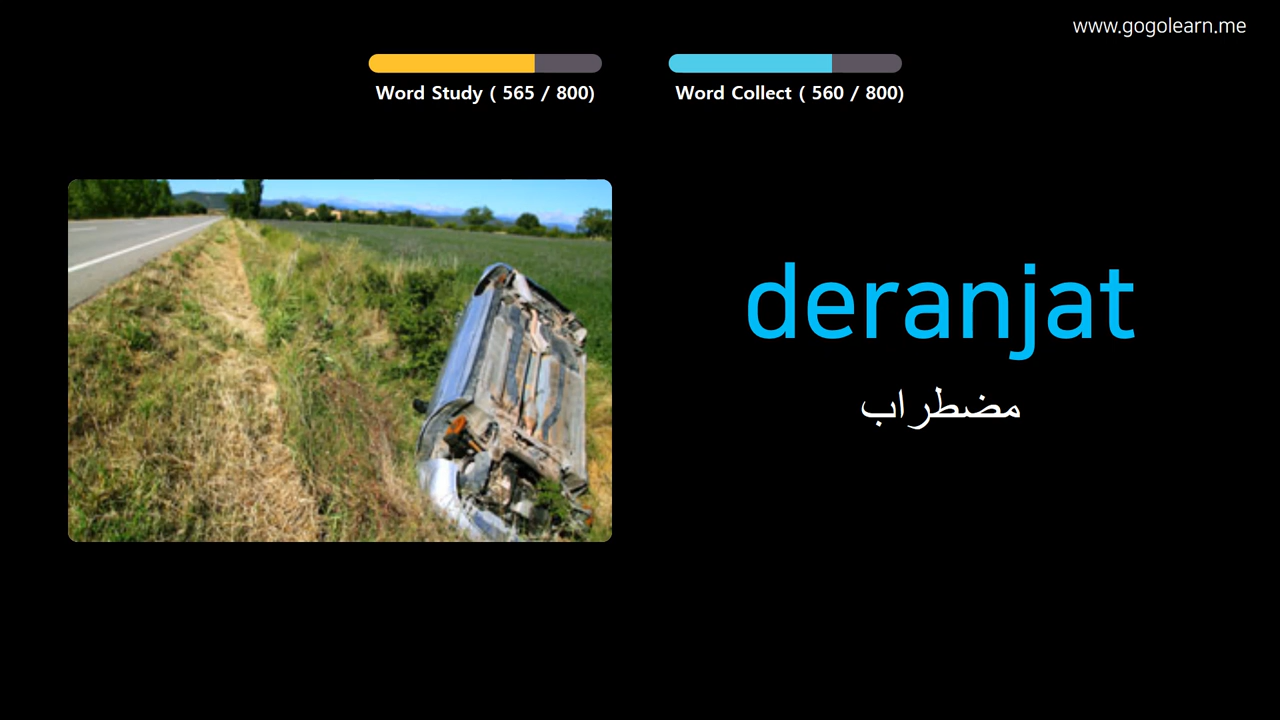 www.gogolearn.me
Word Study ( 565 / 800)
Word Collect ( 560 / 800)
deranjat
مضطراب